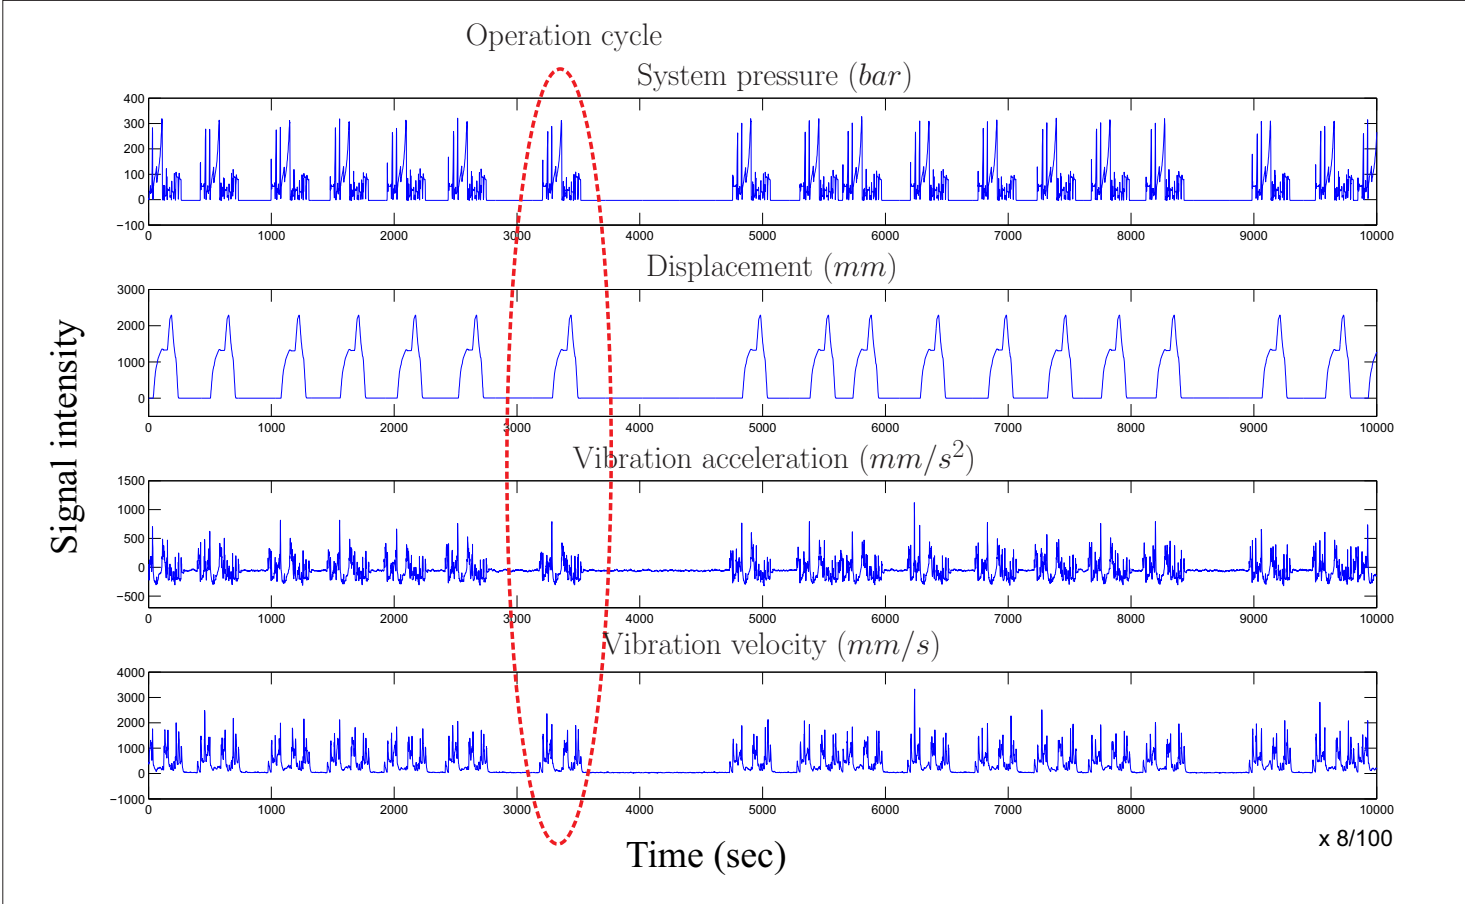 Operation cycle
System pressure (bar)
400
300
200
100
0
−100
0 1000 2000 3000 4000 5000 6000 7000 8000 9000 10000
Displacement (mm)
3000
2000
1000
0
0 1000 2000 3000 4000 5000 6000 7000 8000 9000 10000
Signal intensity
Vibration acceleration (mm/s²)
1500
1000
500
0
−500
0 1000 2000 3000 4000 5000 6000 7000 8000 9000 10000
Vibration velocity (mm/s)
4000
3000
2000
1000
0
−1000
0 1000 2000 3000 4000 5000 6000 7000 8000 9000 10000
x 8/100
Time (sec)